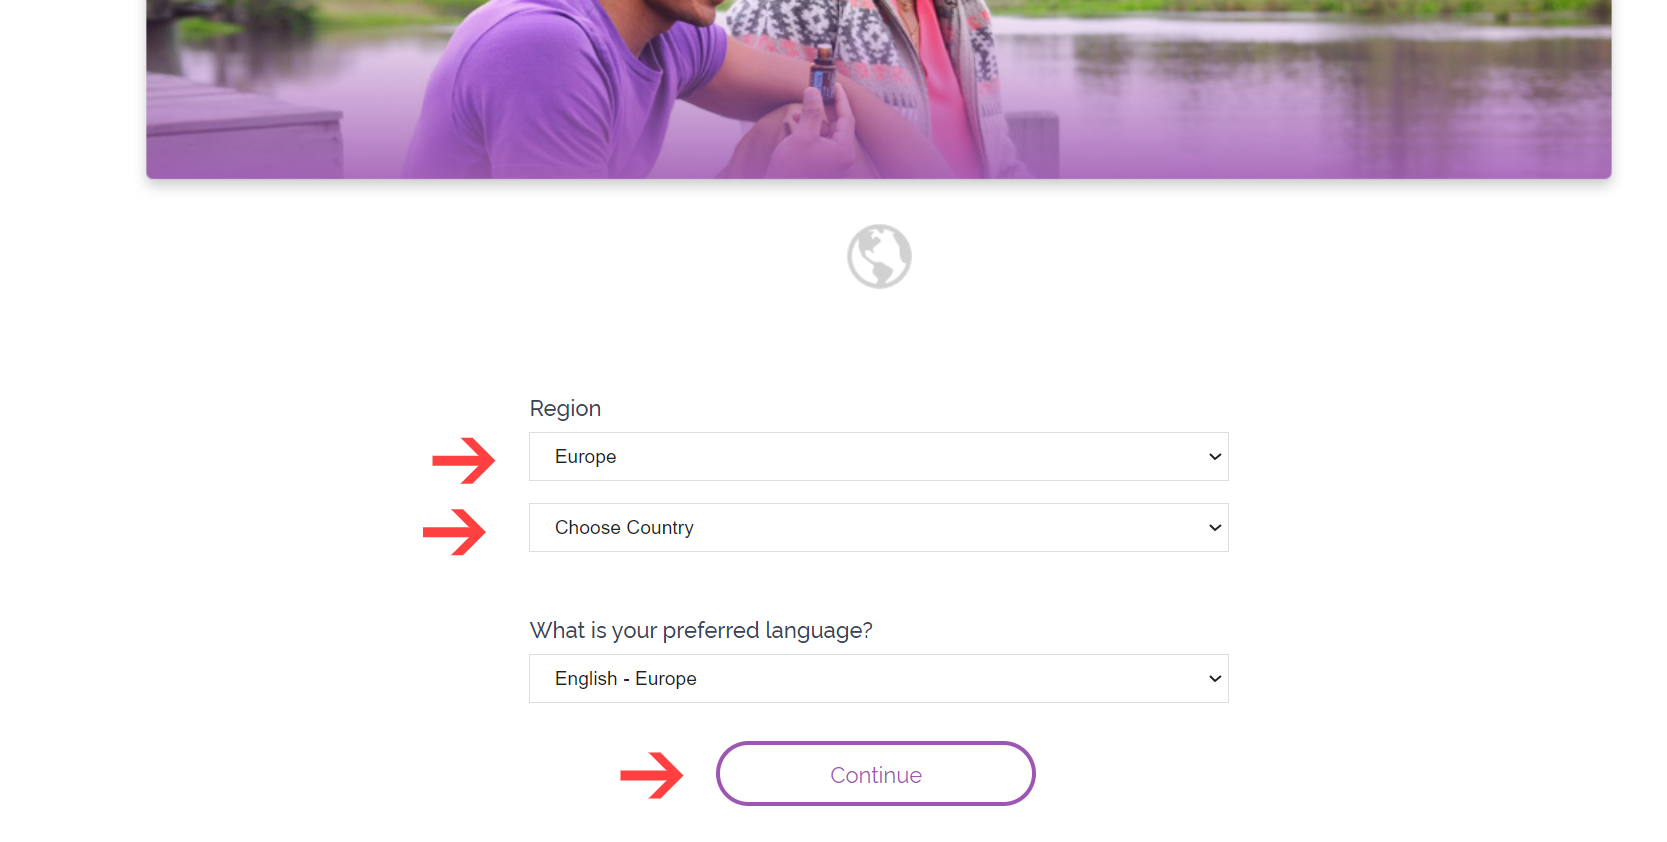 Region
Europe
Choose Country
What is your preferred language?
English - Europe
Continue